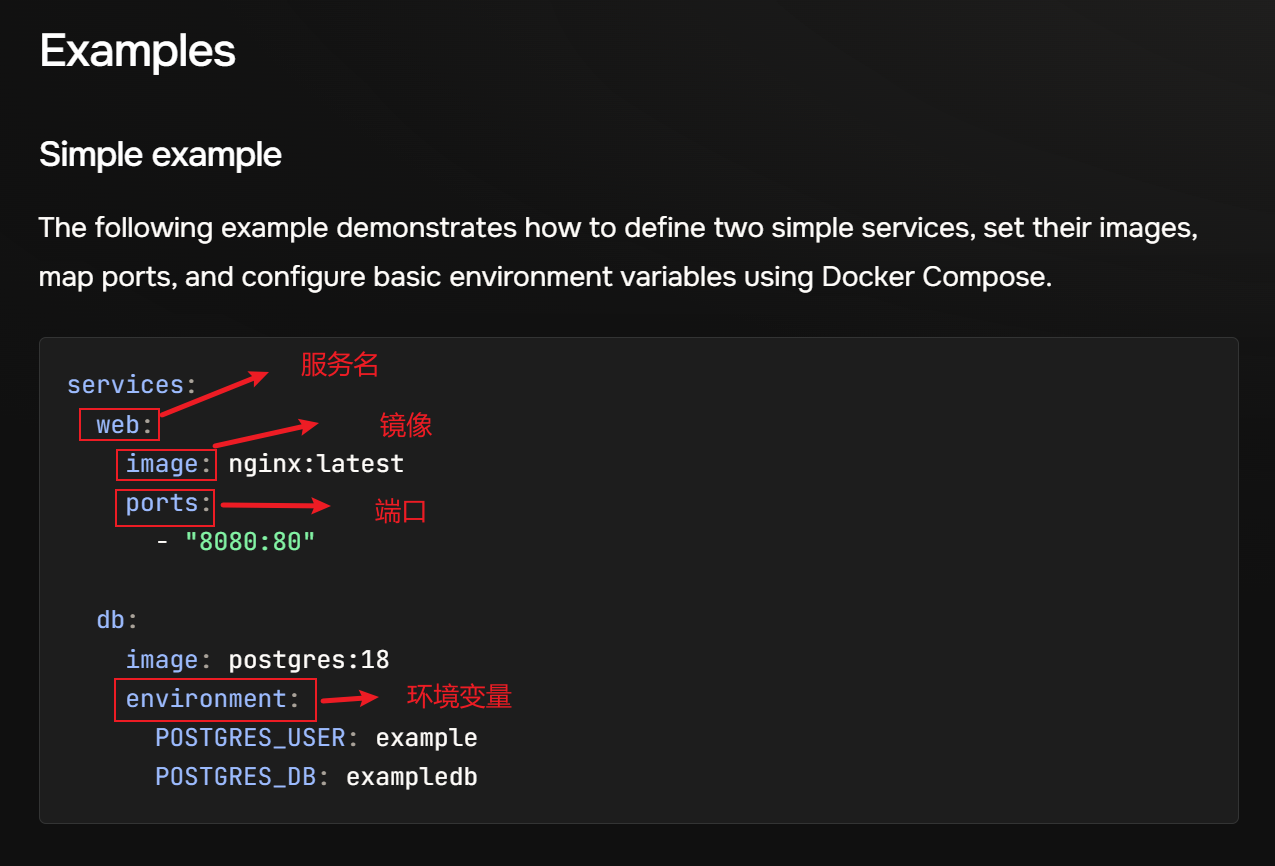 Examples
Simple example
The following example demonstrates how to define two simple services, set their images,
map ports, and configure basic environment variables using Docker Compose.
服务名
services:
web:
镜像
image: nginx:latest
ports:
端口
- "8080:80"
db:
image: postgres:18
environment:
环境变量
POSTGRES_USER: example
POSTGRES_DB: exampledb